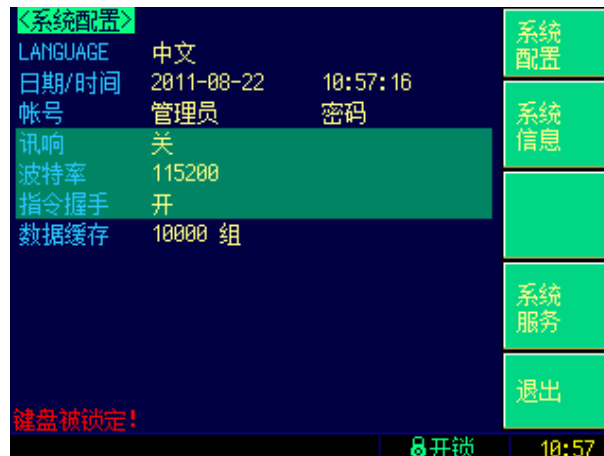 <系统配置>
LANGUAGE 中文
日期/时间 2011-08-22 10:57:16
帐号 管理员 密码
讯响 关
波特率 115200
指令握手 开
数据缓存 10000 组
键盘被锁定!
系统
配置
系统
信息
系统
服务
退出
开锁 10:57